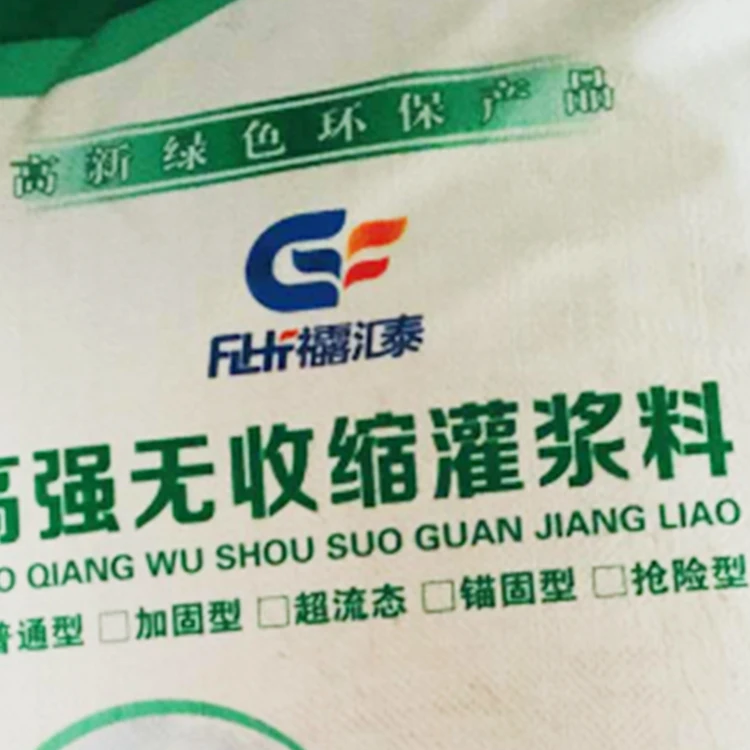 高新绿色环保产品
FLHT福囍汇泰
高强无收缩灌浆料
O QIANG WU SHOU SUO GUAN JIANG LIAO
普通型 □加固型 □超流态 □锚固型 □抢险型